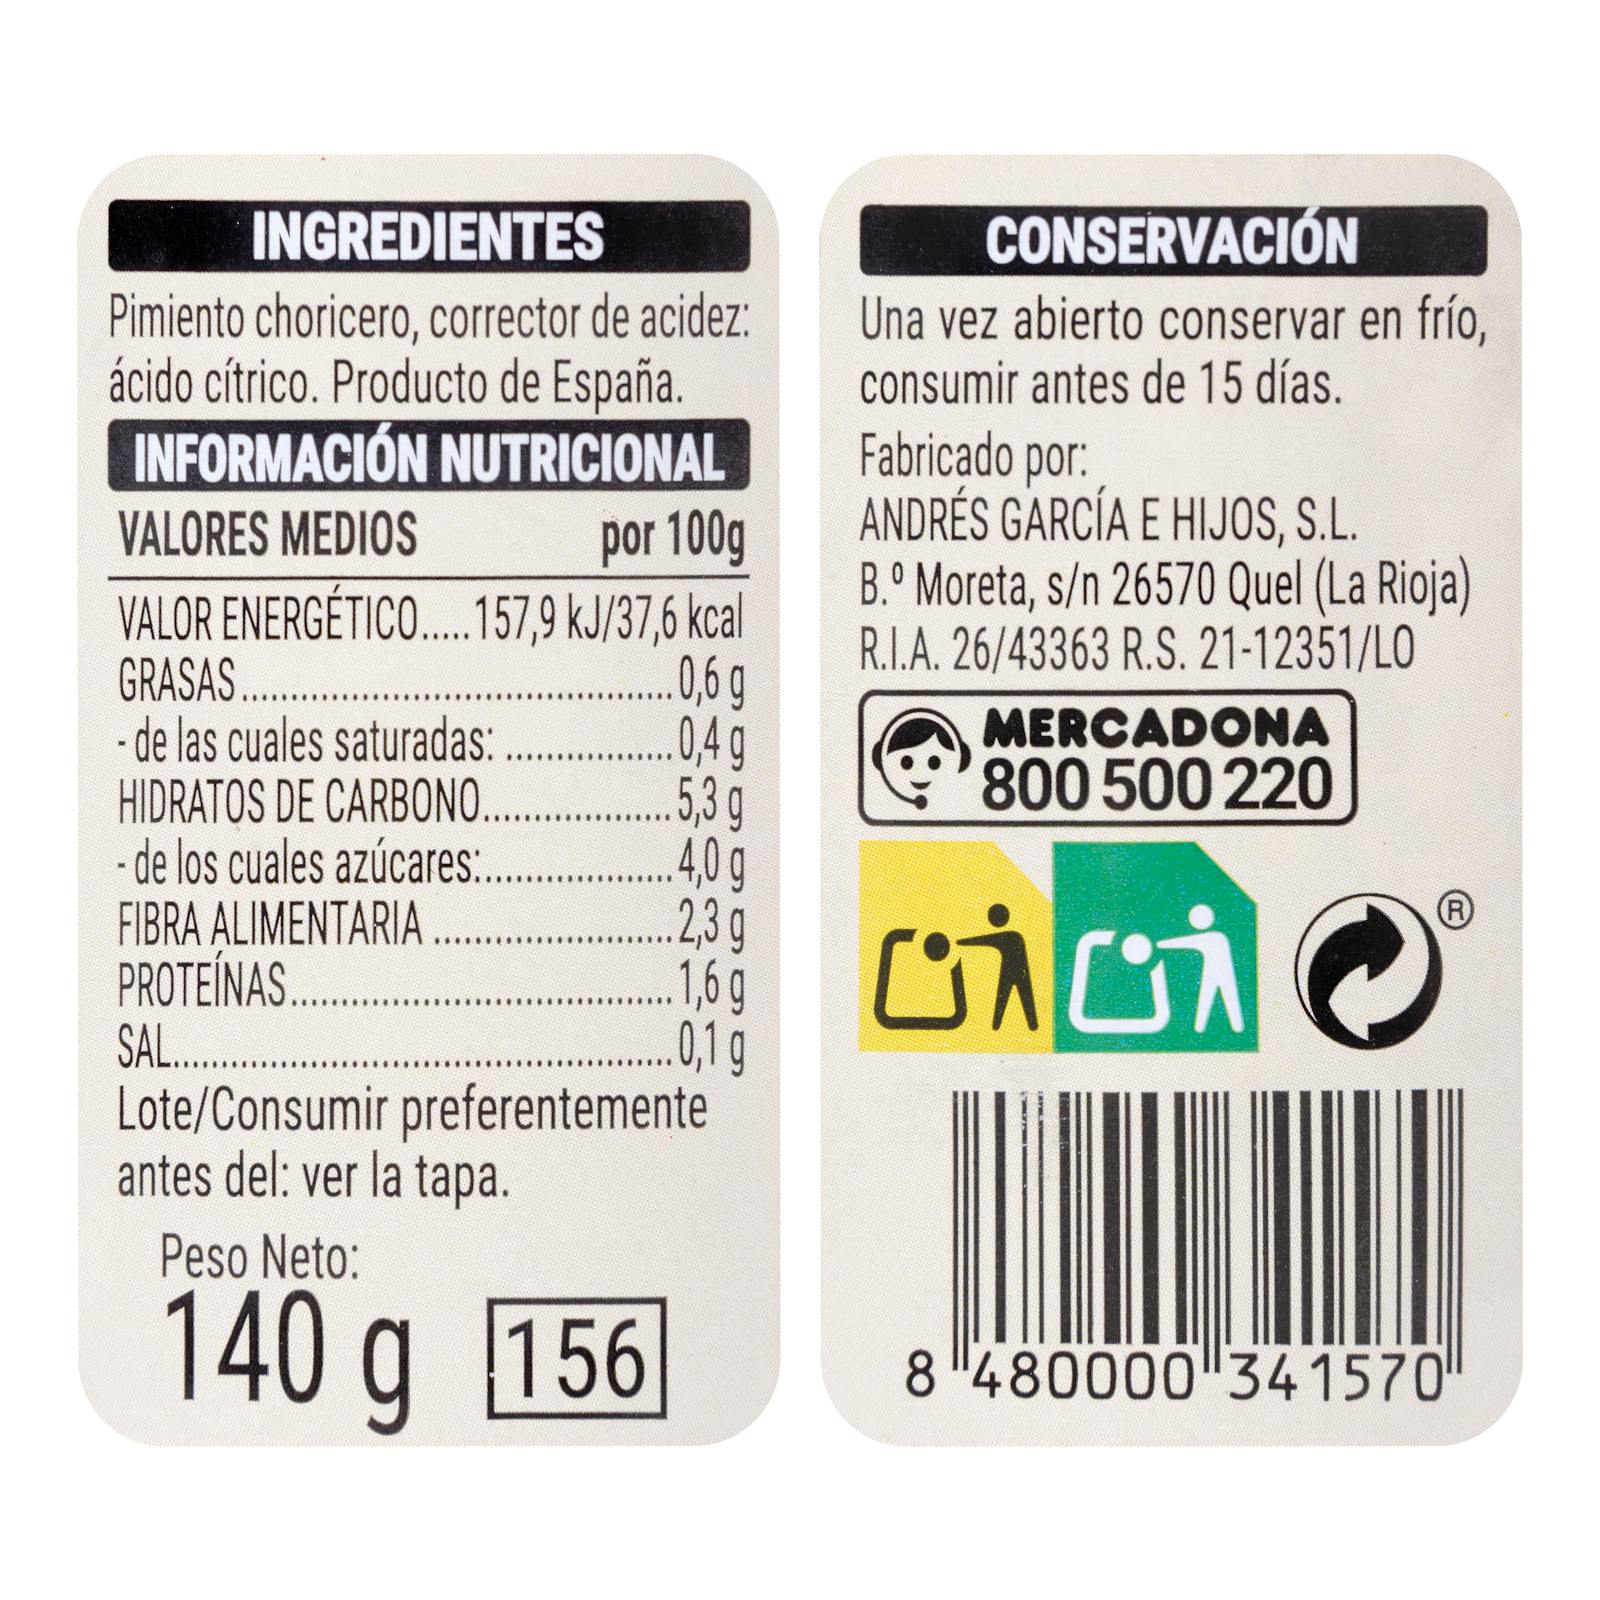 INGREDIENTES
Pimiento choricero, corrector de acidez:
ácido cítrico. Producto de España.
INFORMACIÓN NUTRICIONAL
VALORES MEDIOS por 100g
VALOR ENERGÉTICO.....157,9 kJ/37,6 kcal
GRASAS.....0,6 g
- de las cuales saturadas: .....0,4 g
HIDRATOS DE CARBONO.....5,3 g
- de los cuales azúcares:.....4,0 g
FIBRA ALIMENTARIA .....2,3 g
PROTEÍNAS.....1,6 g
SAL.....0,1 g
Lote/Consumir preferentemente
antes del: ver la tapa.
Peso Neto:
140 g
156
CONSERVACIÓN
Una vez abierto conservar en frío,
consumir antes de 15 días.
Fabricado por:
ANDRÉS GARCÍA E HIJOS, S.L.
B.º Moreta, s/n 26570 Quel (La Rioja)
R.I.A. 26/43363 R.S. 21-12351/LO
MERCADONA
800 500 220
®
8 480000 341570